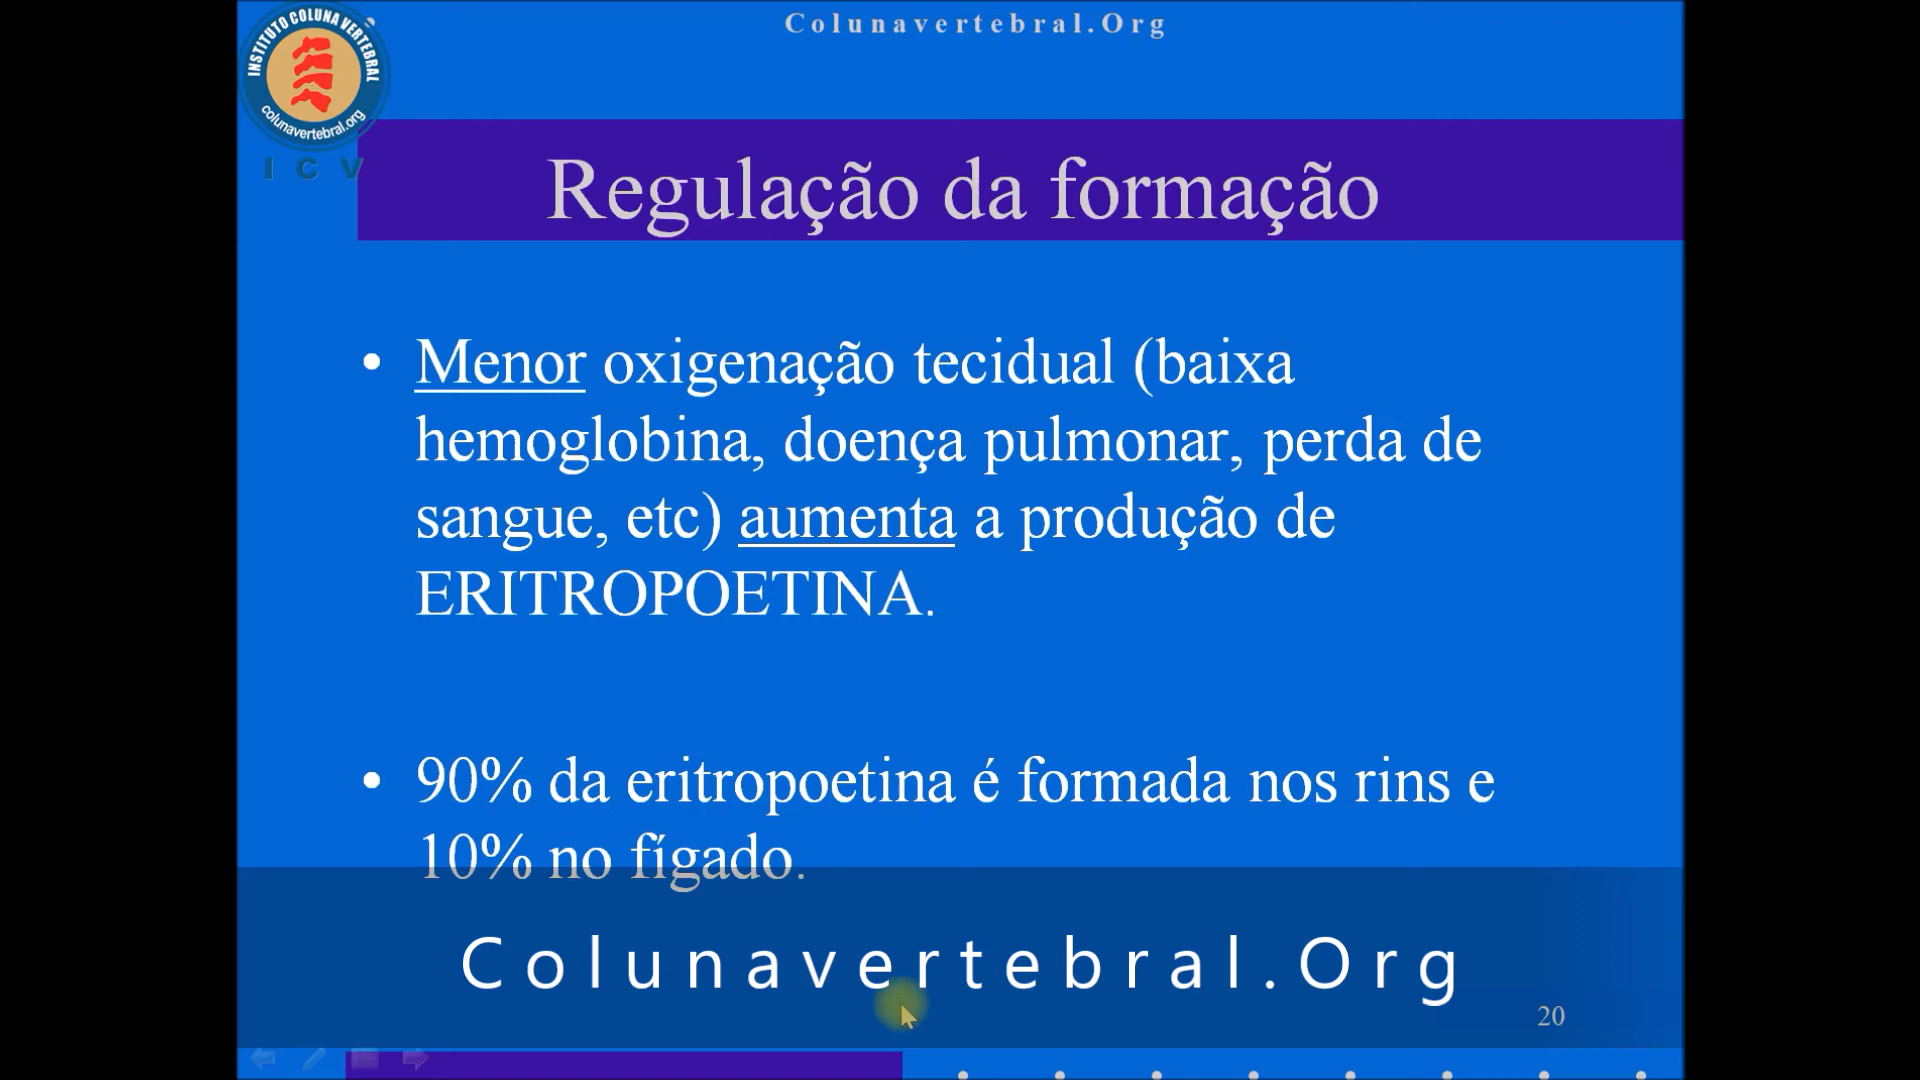 Colunavertebral.Org
INSTITUTO COLUNA VERTEBRAL
colunavertebral.org
I C V
Regulação da formação
• Menor oxigenação tecidual (baixa
hemoglobina, doença pulmonar, perda de
sangue, etc) aumenta a produção de
ERITROPOETINA.
• 90% da eritropoetina é formada nos rins e
10% no fígado.
Colunavertebral.Org
20